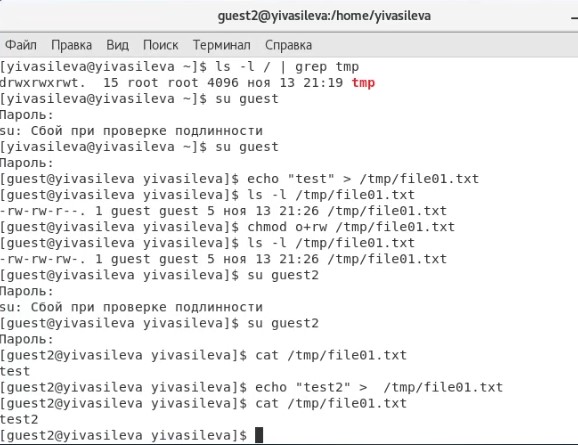 guest2@yivasileva:/home/yivasileva
Файл Правка Вид Поиск Терминал Справка
[yivasileva@yivasileva ~]$ ls -l / | grep tmp
drwxrwxrwt. 15 root root 4096 ноя 13 21:19 tmp
[yivasileva@yivasileva ~]$ su guest
Пароль:
su: Сбой при проверке подлинности
[yivasileva@yivasileva ~]$ su guest
Пароль:
[guest@yivasileva yivasileva]$ echo "test" > /tmp/file01.txt
[guest@yivasileva yivasileva]$ ls -l /tmp/file01.txt
-rw-rw-r--. 1 guest guest 5 ноя 13 21:26 /tmp/file01.txt
[guest@yivasileva yivasileva]$ chmod o+rw /tmp/file01.txt
[guest@yivasileva yivasileva]$ ls -l /tmp/file01.txt
-rw-rw-rw-. 1 guest guest 5 ноя 13 21:26 /tmp/file01.txt
[guest@yivasileva yivasileva]$ su guest2
Пароль:
su: Сбой при проверке подлинности
[guest@yivasileva yivasileva]$ su guest2
Пароль:
[guest2@yivasileva yivasileva]$ cat /tmp/file01.txt
test
[guest2@yivasileva yivasileva]$ echo "test2" >  /tmp/file01.txt
[guest2@yivasileva yivasileva]$ cat /tmp/file01.txt
test2
[guest2@yivasileva yivasileva]$